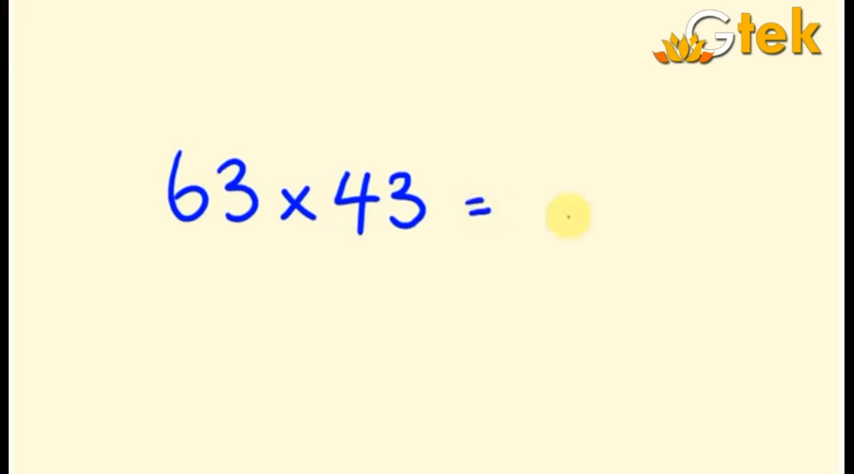 Gtek
63 x 43 =